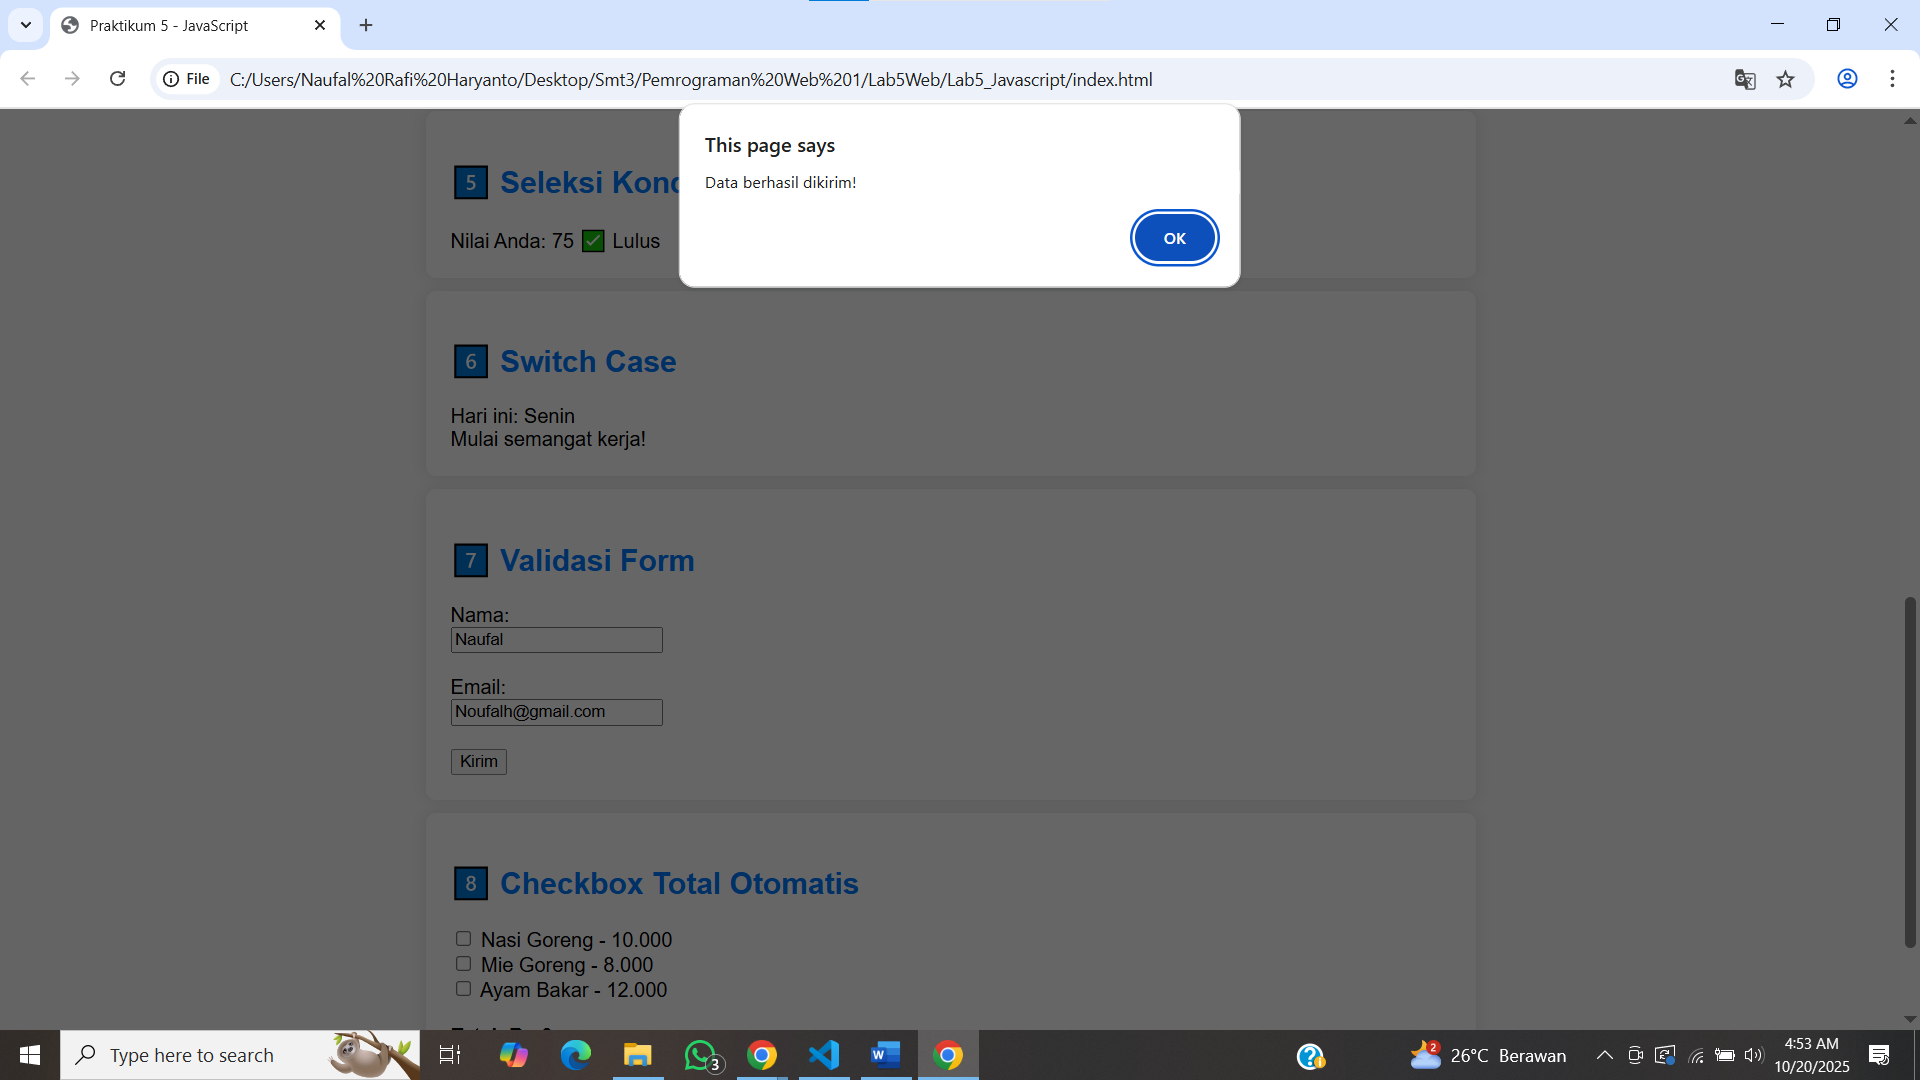 Praktikum 5 - JavaScript
File
C:/Users/Naufal%20Rafi%20Haryanto/Desktop/Smt3/Pemrograman%20Web%201/Lab5Web/Lab5_Javascript/index.html
This page says
Data berhasil dikirim!
OK
5 Seleksi Kond
Nilai Anda: 75 ✅ Lulus
6 Switch Case
Hari ini: Senin
Mulai semangat kerja!
7 Validasi Form
Nama:
Naufal
Email:
Noufalh@gmail.com
Kirim
8 Checkbox Total Otomatis
Nasi Goreng - 10.000
Mie Goreng - 8.000
Ayam Bakar - 12.000
Type here to search
3
2
26°C Berawan
4:53 AM
10/20/2025